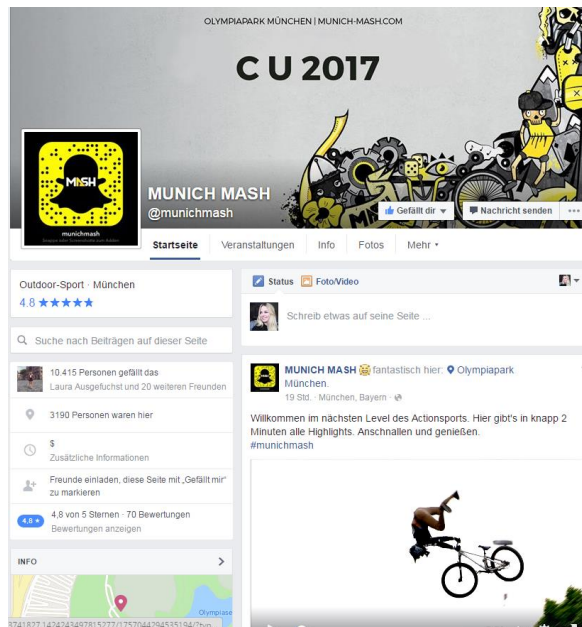 OLYMPIAPARK MÜNCHEN | MUNICH-MASH.COM
C U 2017
MASH
munichmash
MUNICH MASH
@munichmash
Gefällt dir
Nachricht senden
Startseite Veranstaltungen Info Fotos Mehr
Outdoor-Sport · München
4.8 ★★★★★
Suche nach Beiträgen auf dieser Seite
10.415 Personen gefällt das
Laura Ausgefuchst und 20 weiteren Freunden
3190 Personen waren hier
$
Zusätzliche Informationen
Freunde einladen, diese Seite mit „Gefällt mir“
zu markieren
4,8 ★
4,8 von 5 Sternen · 70 Bewertungen
Bewertungen anzeigen
INFO
Olympiase
Status Foto/Video
Schreib etwas auf seine Seite ...
MUNICH MASH fantastisch hier: Olympiapark
München.
19 Std. · München, Bayern ·
Willkommen im nächsten Level des Actionsports. Hier gibt's in knapp 2
Minuten alle Highlights. Anschnallen und genießen.
#munichmash